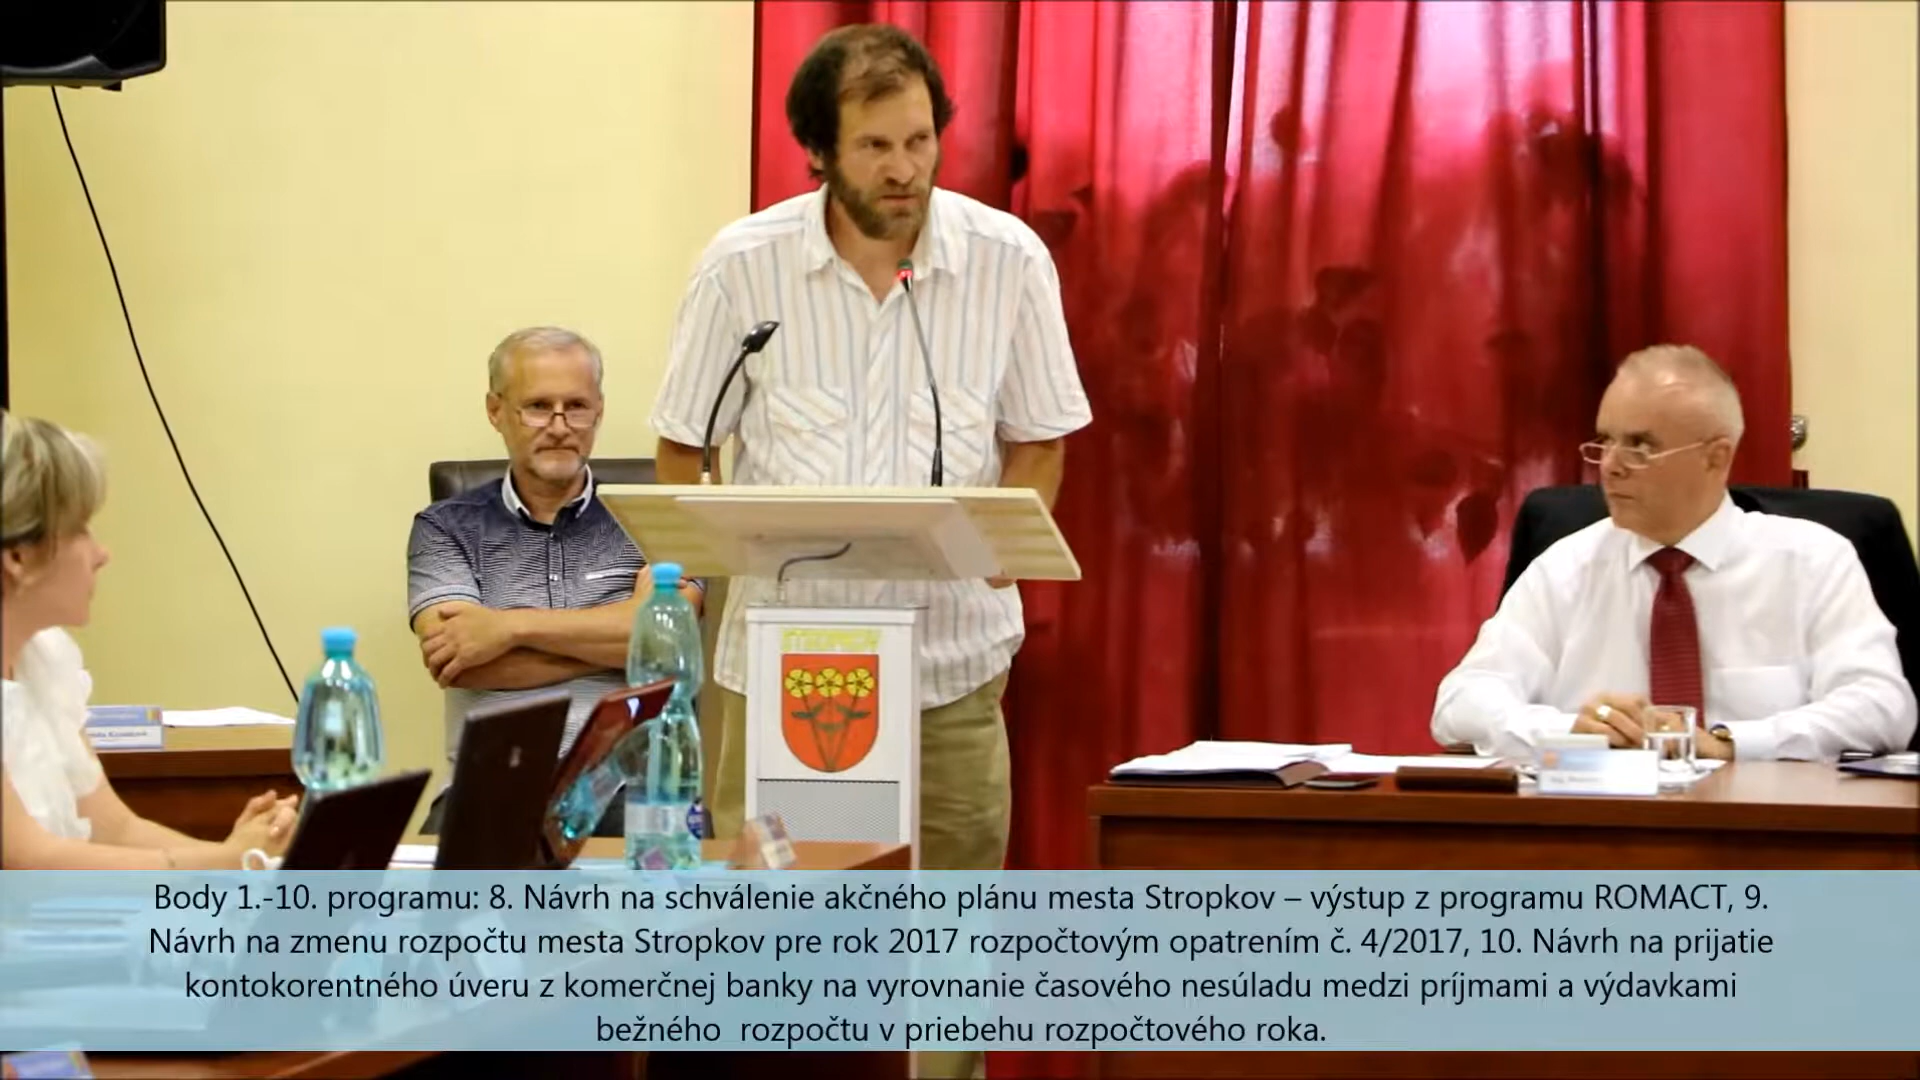 Body 1.-10. programu: 8. Návrh na schválenie akčného plánu mesta Stropkov – výstup z programu ROMACT, 9.
Návrh na zmenu rozpočtu mesta Stropkov pre rok 2017 rozpočtovým opatrením č. 4/2017, 10. Návrh na prijatie
kontokorentného úveru z komerčnej banky na vyrovnanie časového nesúladu medzi príjmami a výdavkami
bežného rozpočtu v priebehu rozpočtového roka.